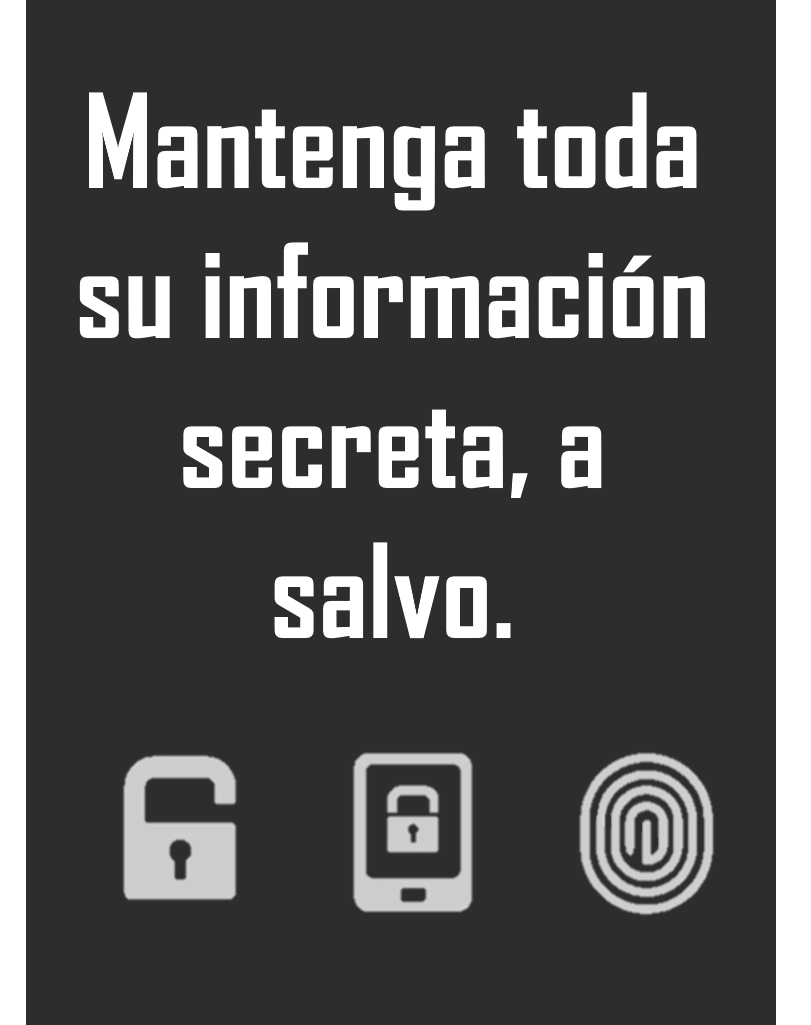 Mantenga toda
su información
secreta, a
salvo.